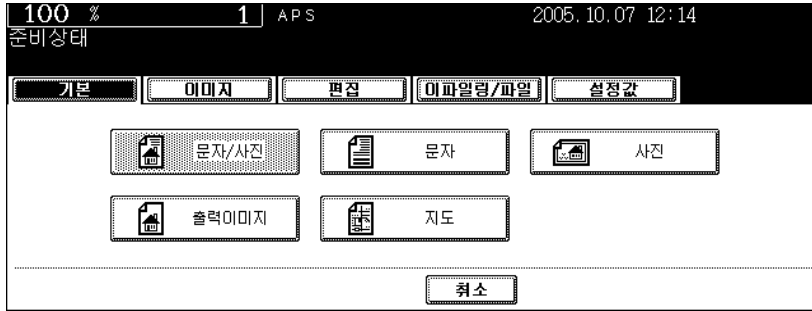 100 % 1 APS 2005.10.07 12:14
준비상태
기본 이미지 편집 이파일링/파일 설정값
문자/사진 문자 사진
출력이미지 지도
취소